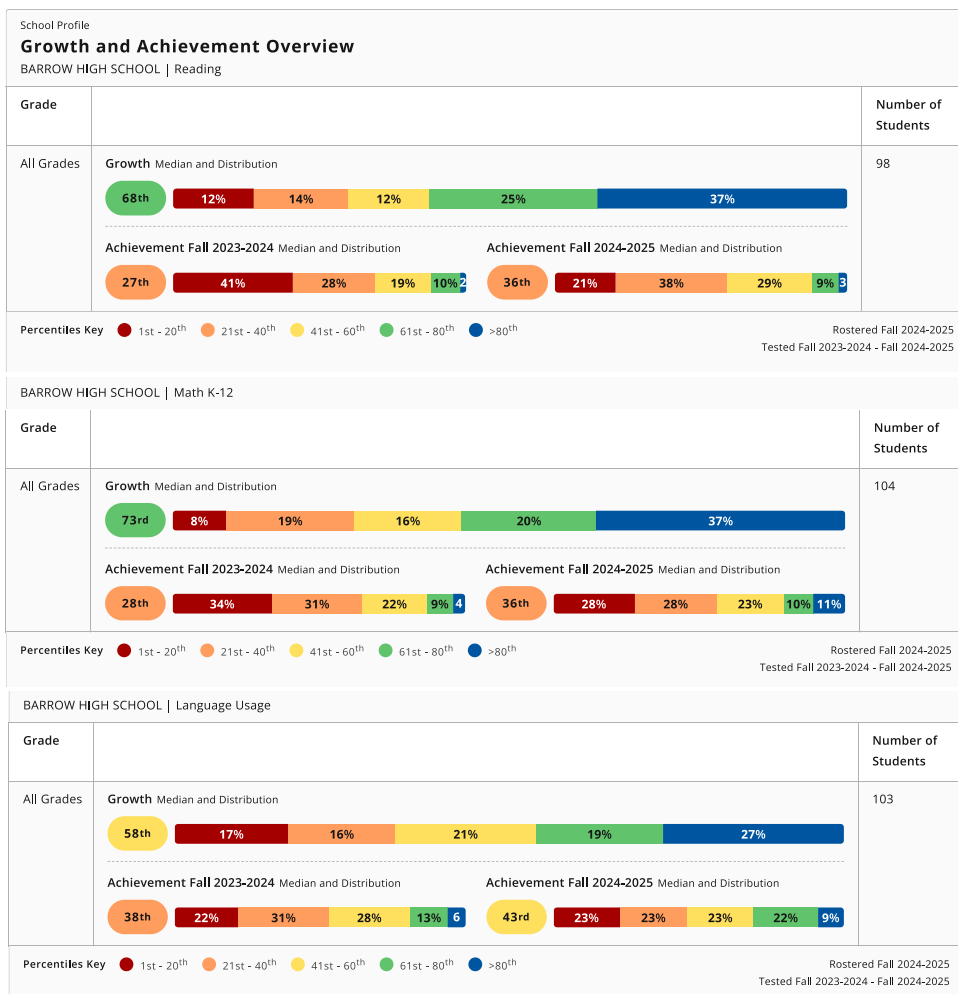 School Profile
Growth and Achievement Overview
BARROW HIGH SCHOOL | Reading
Grade
Number of
Students
All Grades
Growth Median and Distribution
98
68th 12% 14% 12% 25% 37%
Achievement Fall 2023-2024 Median and Distribution
27th 41% 28% 19% 10% 2
Achievement Fall 2024-2025 Median and Distribution
36th 21% 38% 29% 9% 3
Percentiles Key 1st - 20th 21st - 40th 41st - 60th 61st - 80th >80th
Rostered Fall 2024-2025
Tested Fall 2023-2024 - Fall 2024-2025
BARROW HIGH SCHOOL | Math K-12
Grade
Number of
Students
All Grades
Growth Median and Distribution
104
73rd 8% 19% 16% 20% 37%
Achievement Fall 2023-2024 Median and Distribution
28th 34% 31% 22% 9% 4
Achievement Fall 2024-2025 Median and Distribution
36th 28% 28% 23% 10% 11%
Percentiles Key 1st - 20th 21st - 40th 41st - 60th 61st - 80th >80th
Rostered Fall 2024-2025
Tested Fall 2023-2024 - Fall 2024-2025
BARROW HIGH SCHOOL | Language Usage
Grade
Number of
Students
All Grades
Growth Median and Distribution
103
58th 17% 16% 21% 19% 27%
Achievement Fall 2023-2024 Median and Distribution
38th 22% 31% 28% 13% 6
Achievement Fall 2024-2025 Median and Distribution
43rd 23% 23% 23% 22% 9%
Percentiles Key 1st - 20th 21st - 40th 41st - 60th 61st - 80th >80th
Rostered Fall 2024-2025
Tested Fall 2023-2024 - Fall 2024-2025